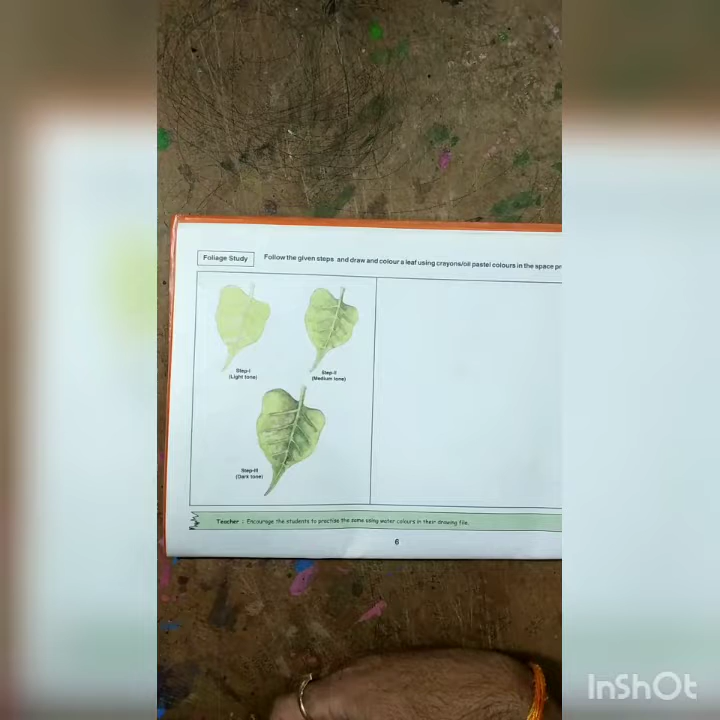 Foliage Study
Follow the given steps and draw and colour a leaf using crayons/oil pastel colours in the space
Step-I
(Light tone)
Step-II
(Medium tone)
Step-III
(Dark tone)
Teacher : Encourage the students to practise the same using water colours in their drawing file.
6
InShOt